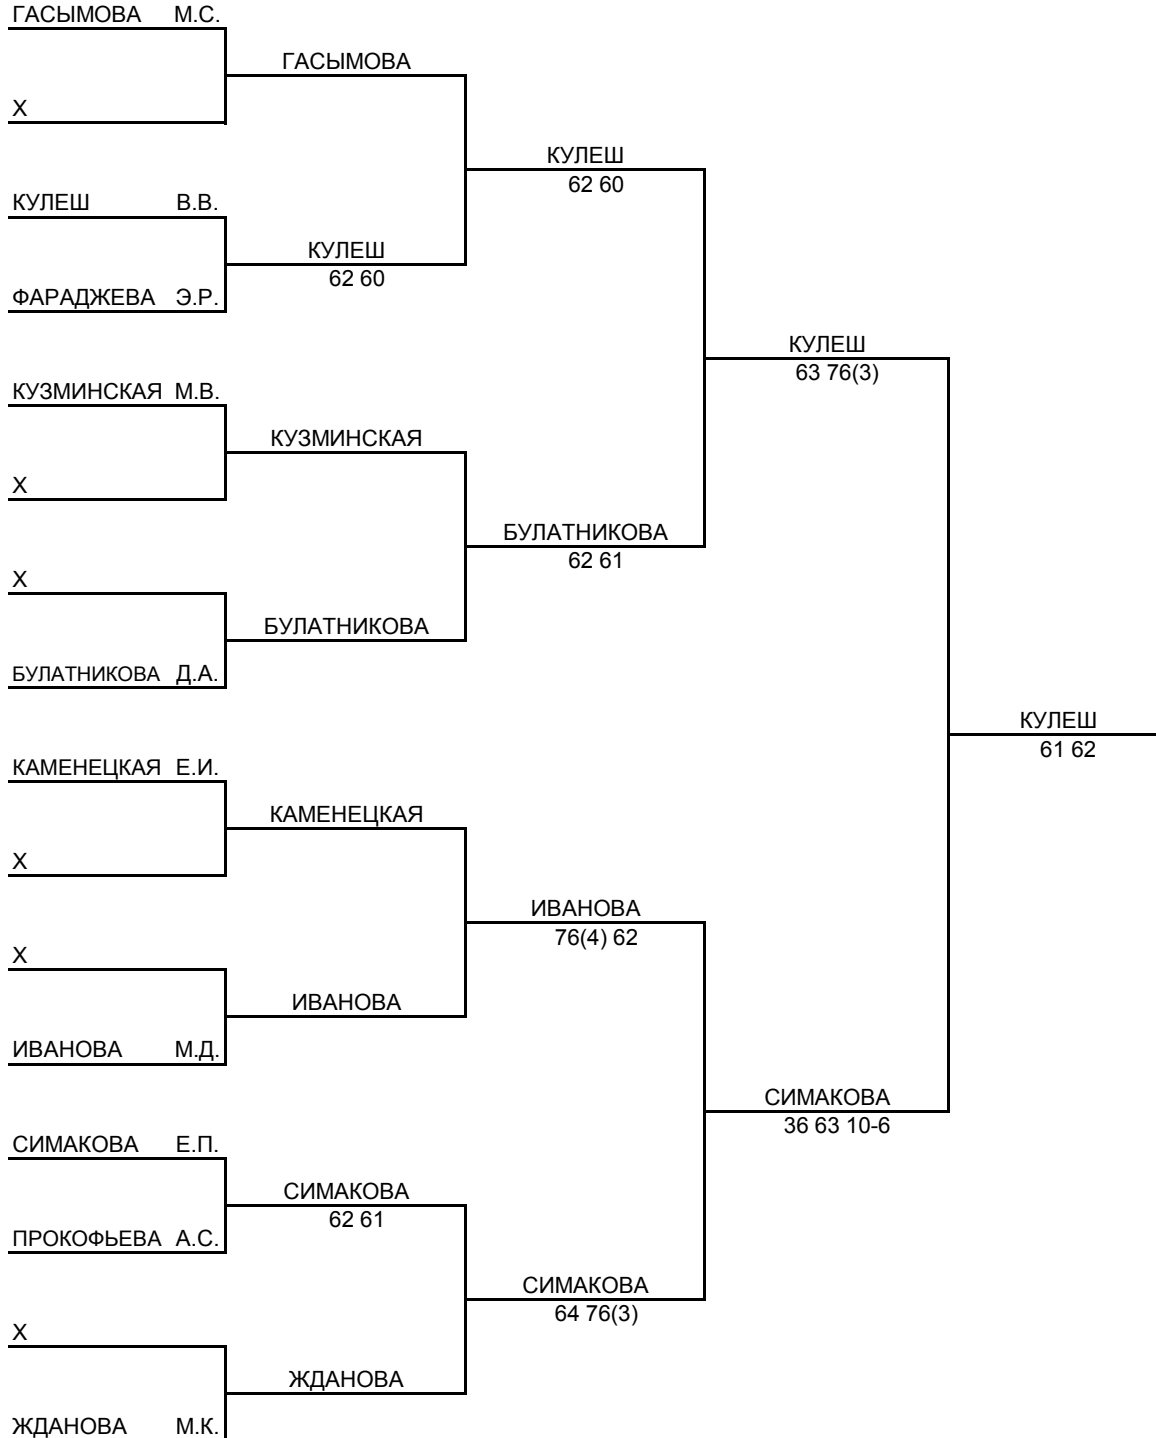 ГАСЫМОВА М.С.
ГАСЫМОВА
Х
КУЛЕШ
62 60
КУЛЕШ В.В.
КУЛЕШ
62 60
ФАРАДЖЕВА Э.Р.
КУЛЕШ
63 76(3)
КУЗМИНСКАЯ М.В.
КУЗМИНСКАЯ
Х
БУЛАТНИКОВА
62 61
Х
БУЛАТНИКОВА
БУЛАТНИКОВА Д.А.
КУЛЕШ
61 62
КАМЕНЕЦКАЯ Е.И.
КАМЕНЕЦКАЯ
Х
ИВАНОВА
76(4) 62
Х
ИВАНОВА
ИВАНОВА М.Д.
СИМАКОВА
36 63 10-6
СИМАКОВА Е.П.
СИМАКОВА
62 61
ПРОКОФЬЕВА А.С.
СИМАКОВА
64 76(3)
Х
ЖДАНОВА
ЖДАНОВА М.К.